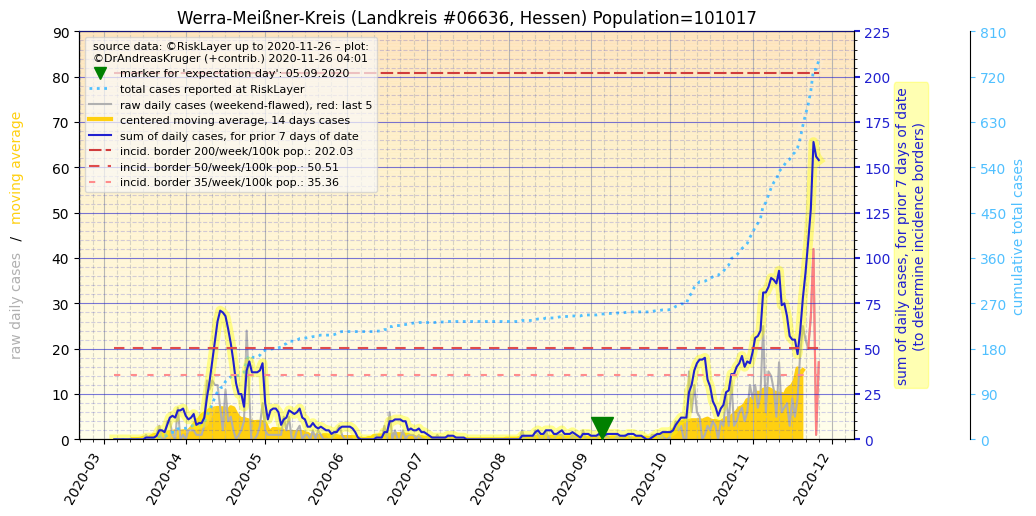 Werra-Meißner-Kreis (Landkreis #06636, Hessen) Population=101017
source data: ©RiskLayer up to 2020-11-26 – plot:
©DrAndreasKruger (+contrib.) 2020-11-26 04:01
marker for 'expectation day': 05.09.2020
total cases reported at RiskLayer
raw daily cases (weekend-flawed), red: last 5
centered moving average, 14 days cases
sum of daily cases, for prior 7 days of date
incid. border 200/week/100k pop.: 202.03
incid. border 50/week/100k pop.: 50.51
incid. border 35/week/100k pop.: 35.36
raw daily cases / moving average
90
80
70
60
50
40
30
20
10
0
2020-03
2020-04
2020-05
2020-06
2020-07
2020-08
2020-09
2020-10
2020-11
2020-12
225
200
175
150
125
100
75
50
25
0
sum of daily cases, for prior 7 days of date
(to determine incidence borders)
810
720
630
540
450
360
270
180
90
0
cumulative total cases